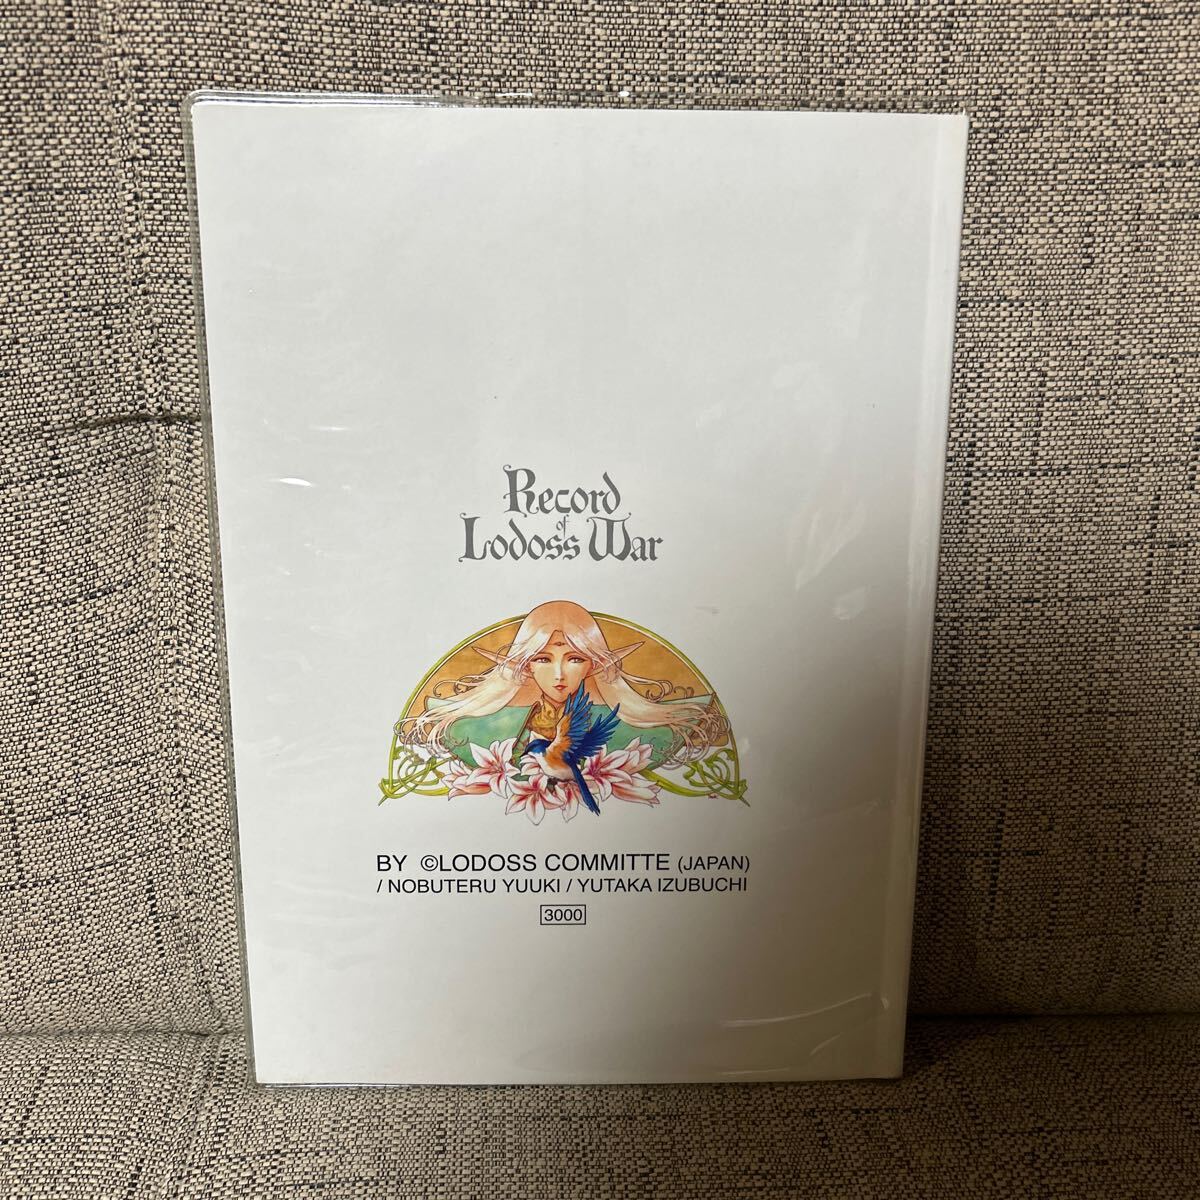 Record
of
Lodoss War
BY ©LODOSS COMMITTE (JAPAN)
/ NOBUTERU YUUKI / YUTAKA IZUBUCHI
3000